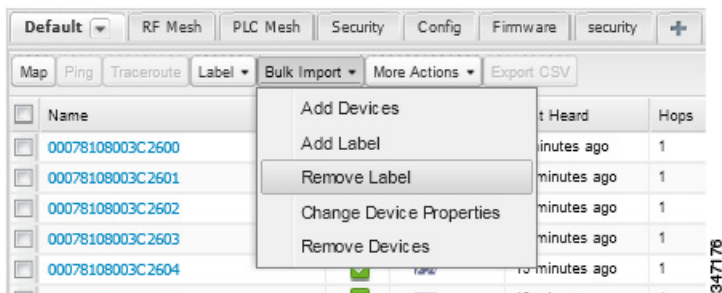 Default RF Mesh PLC Mesh Security Config Firmware security
Map Ping Traceroute Label Bulk Import More Actions Export CSV
Name t Heard Hops
Add Devices
00078108003C2600 minutes ago 1
Add Label
00078108003C2601 minutes ago 1
Remove Label
00078108003C2602 minutes ago 1
Change Device Properties
00078108003C2603 minutes ago 1
Remove Devices
00078108003C2604 minutes ago 1
347176